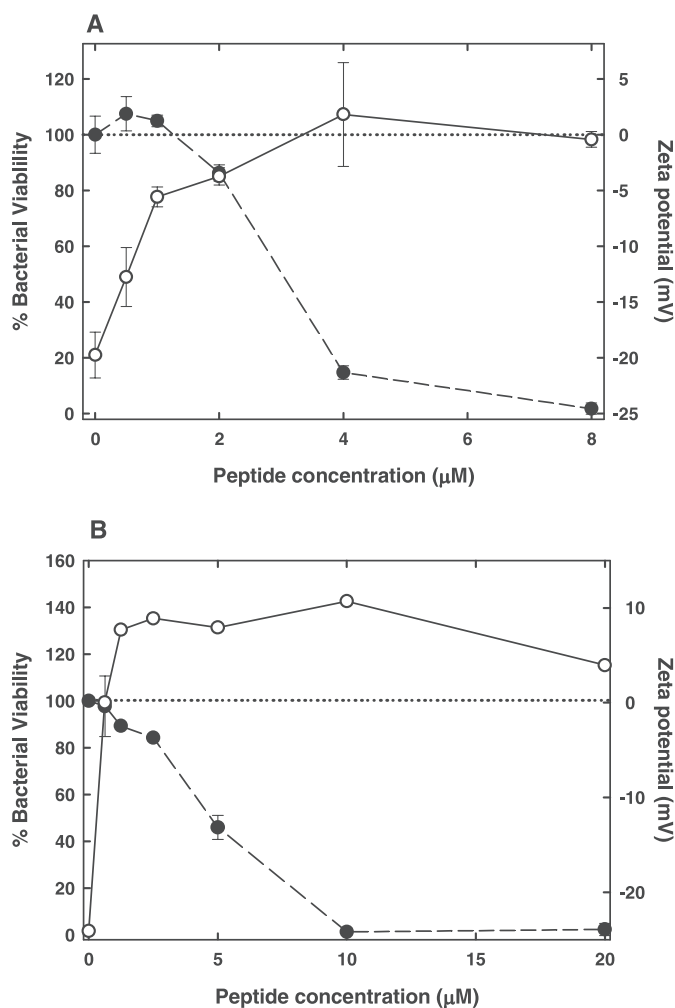 A
120
100
80
60
40
20
0
% Bacterial Viablility
5
0
-5
-10
-15
-20
-25
Zeta potential (mV)
0 2 4 6 8
Peptide concentration (μM)
B
160
140
120
100
80
60
40
20
0
% Bacterial Viability
10
0
-10
-20
Zeta potential (mV)
0 5 10 15 20
Peptide concentration (μM)